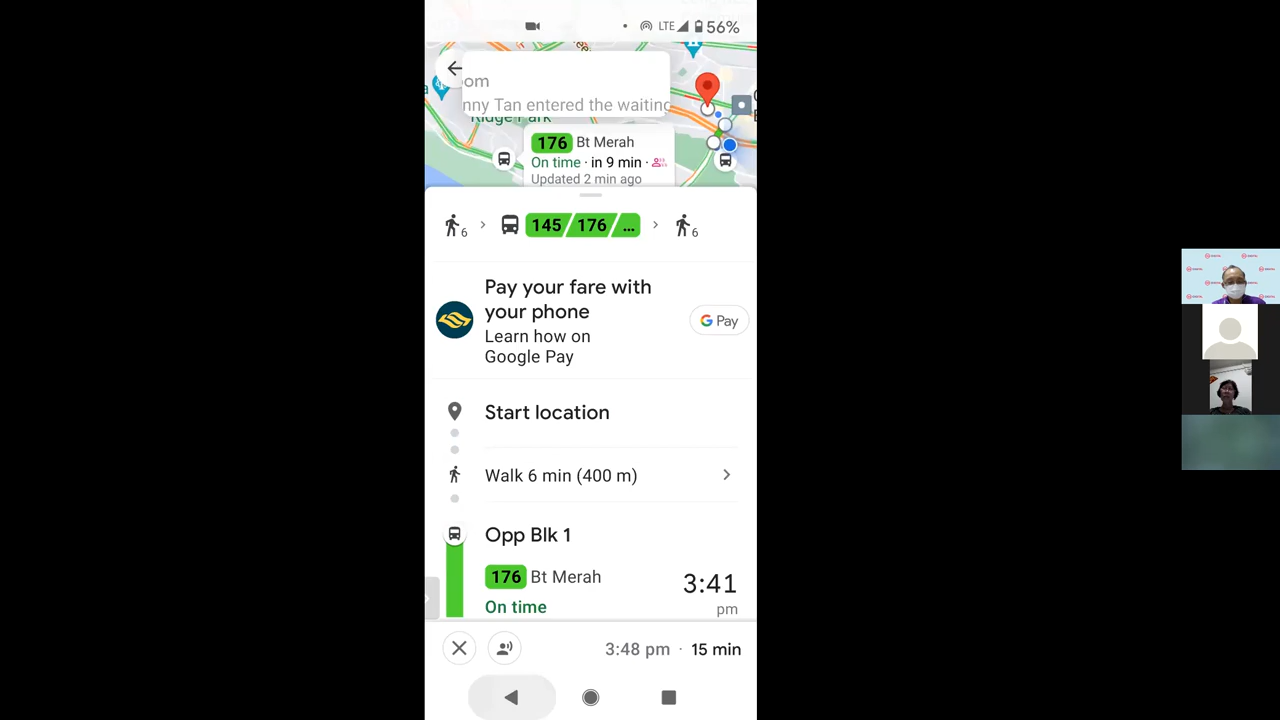 LTE 56%
oom
nny Tan entered the waiting
Ridge Park
176 Bt Merah
On time · in 9 min ·
Updated 2 min ago
6 145 / 176 / ... 6
Pay your fare with
your phone
Learn how on
Google Pay
G Pay
Start location
Walk 6 min (400 m)
Opp Blk 1
176 Bt Merah
3:41
pm
On time
3:48 pm · 15 min